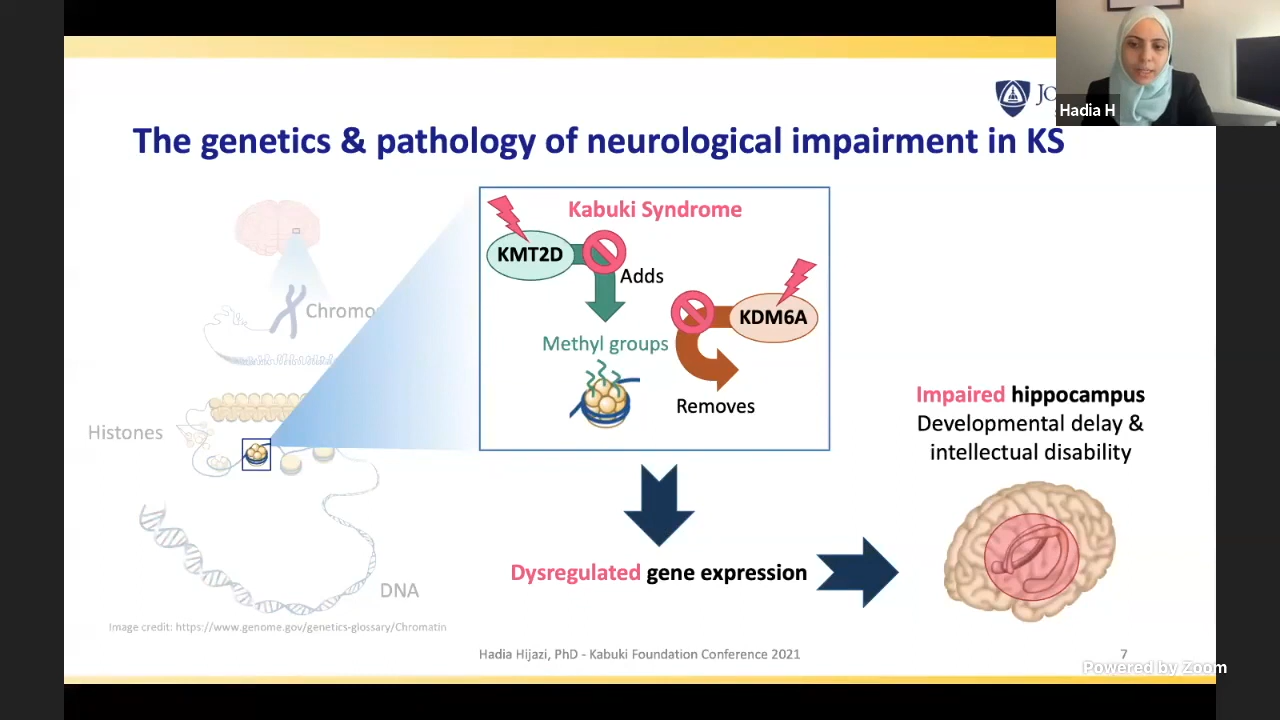 Hadia H
The genetics & pathology of neurological impairment in KS
Kabuki Syndrome
KMT2D
Adds
KDM6A
Methyl groups
Removes
Histones
DNA
Impaired hippocampus
Developmental delay &
intellectual disability
Dysregulated gene expression
Image credit: https://www.genome.gov/genetics-glossary/Chromatin
Hadia Hijazi, PhD - Kabuki Foundation Conference 2021
7
Powered by Zoom